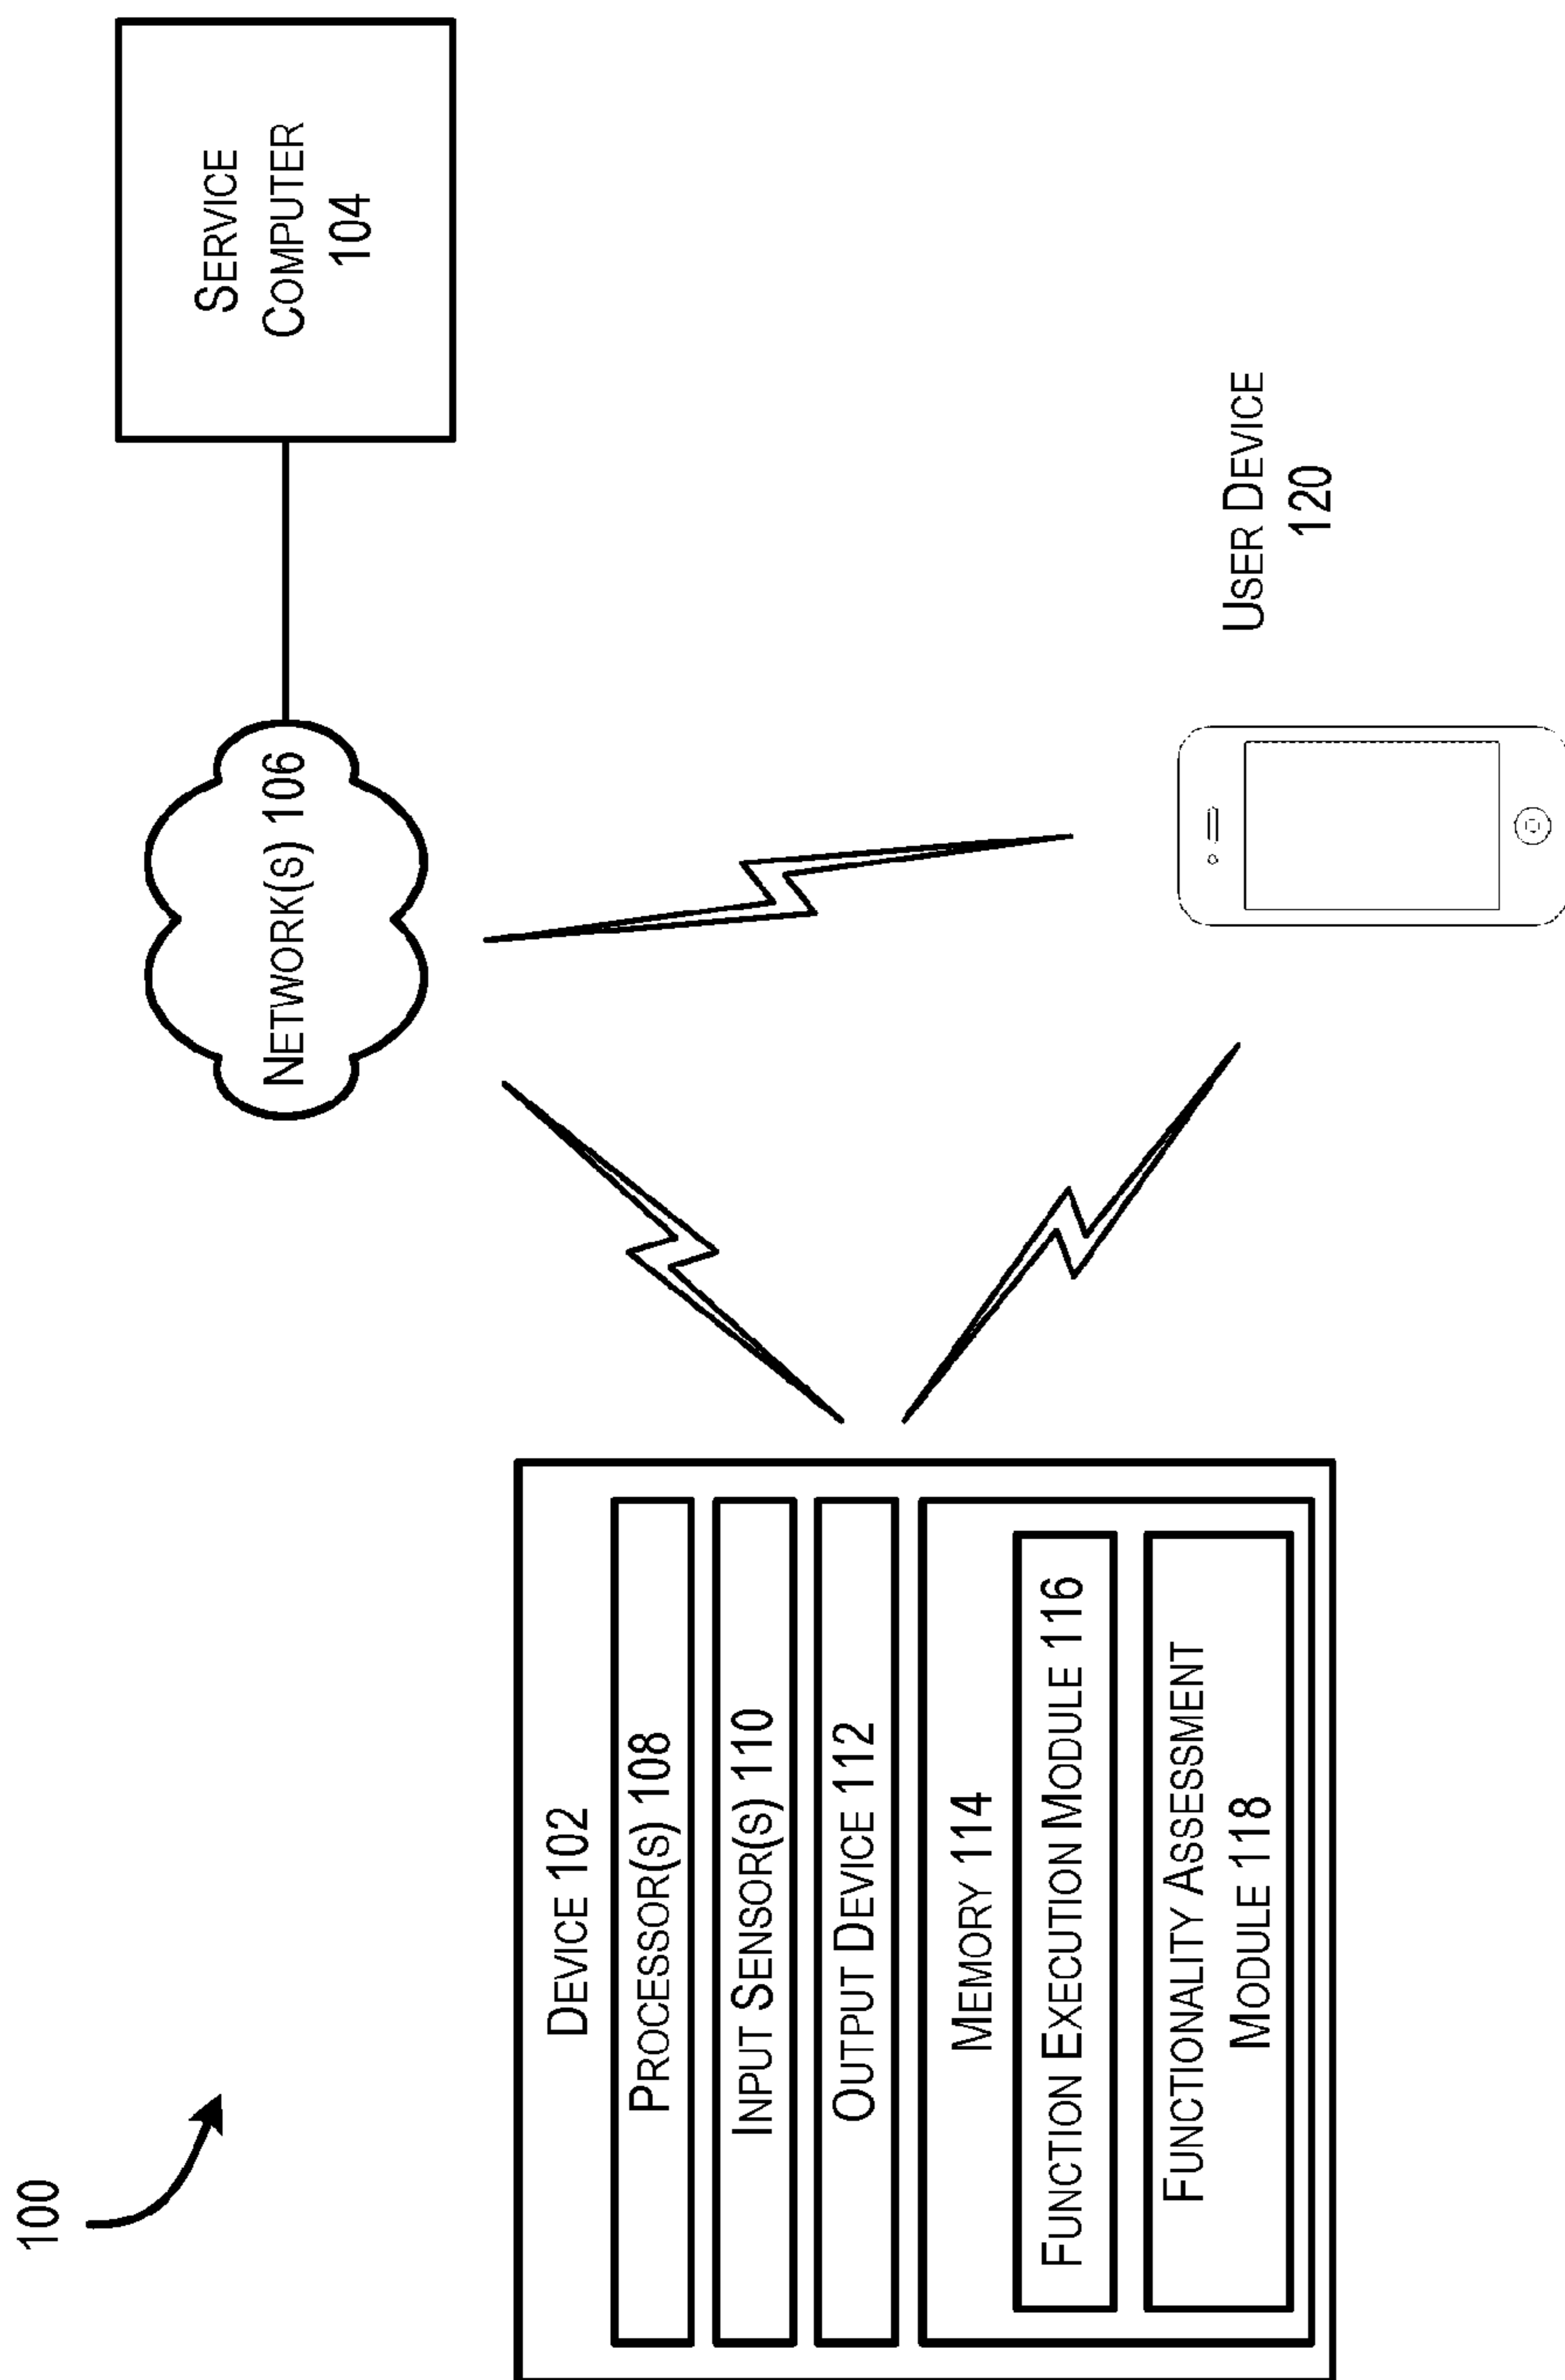 100
DEVICE 102
PROCESSOR(S) 108
INPUT SENSOR(S) 110
OUTPUT DEVICE 112
MEMORY 114
FUNCTION EXECUTION MODULE 116
FUNCTIONALITY ASSESSMENT
MODULE 118
NETWORK(S) 106
SERVICE
COMPUTER
104
USER DEVICE
120